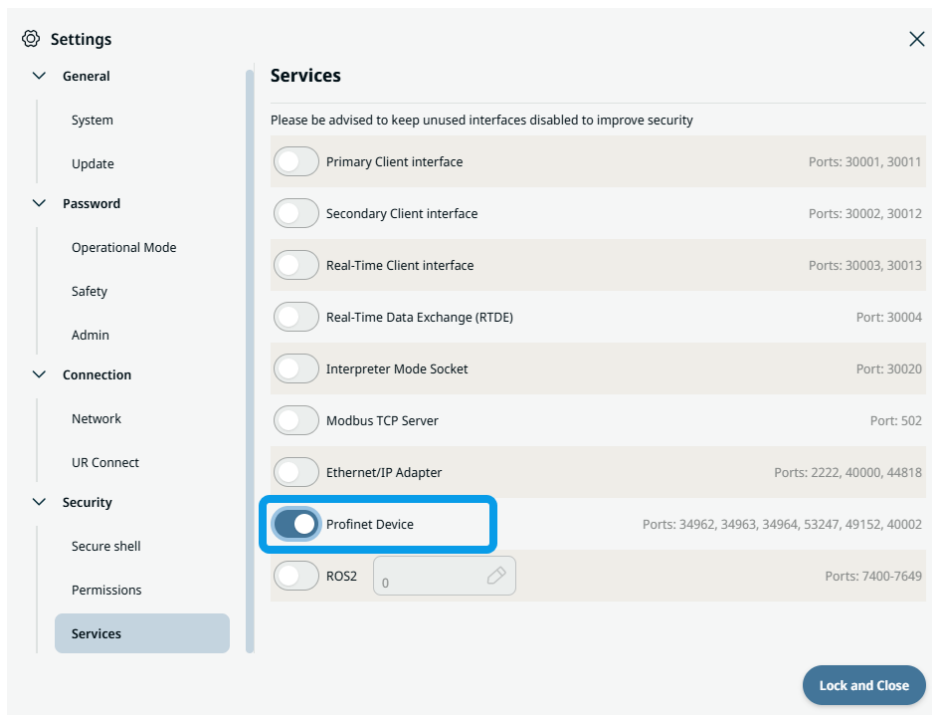 Settings
General
System
Update
Password
Operational Mode
Safety
Admin
Connection
Network
UR Connect
Security
Secure shell
Permissions
Services
Services
Please be advised to keep unused interfaces disabled to improve security
Primary Client interface Ports: 30001, 30011
Secondary Client interface Ports: 30002, 30012
Real-Time Client interface Ports: 30003, 30013
Real-Time Data Exchange (RTDE) Port: 30004
Interpreter Mode Socket Port: 30020
Modbus TCP Server Port: 502
Ethernet/IP Adapter Ports: 2222, 40000, 44818
Profinet Device Ports: 34962, 34963, 34964, 53247, 49152, 40002
ROS2 0 Ports: 7400-7649
Lock and Close